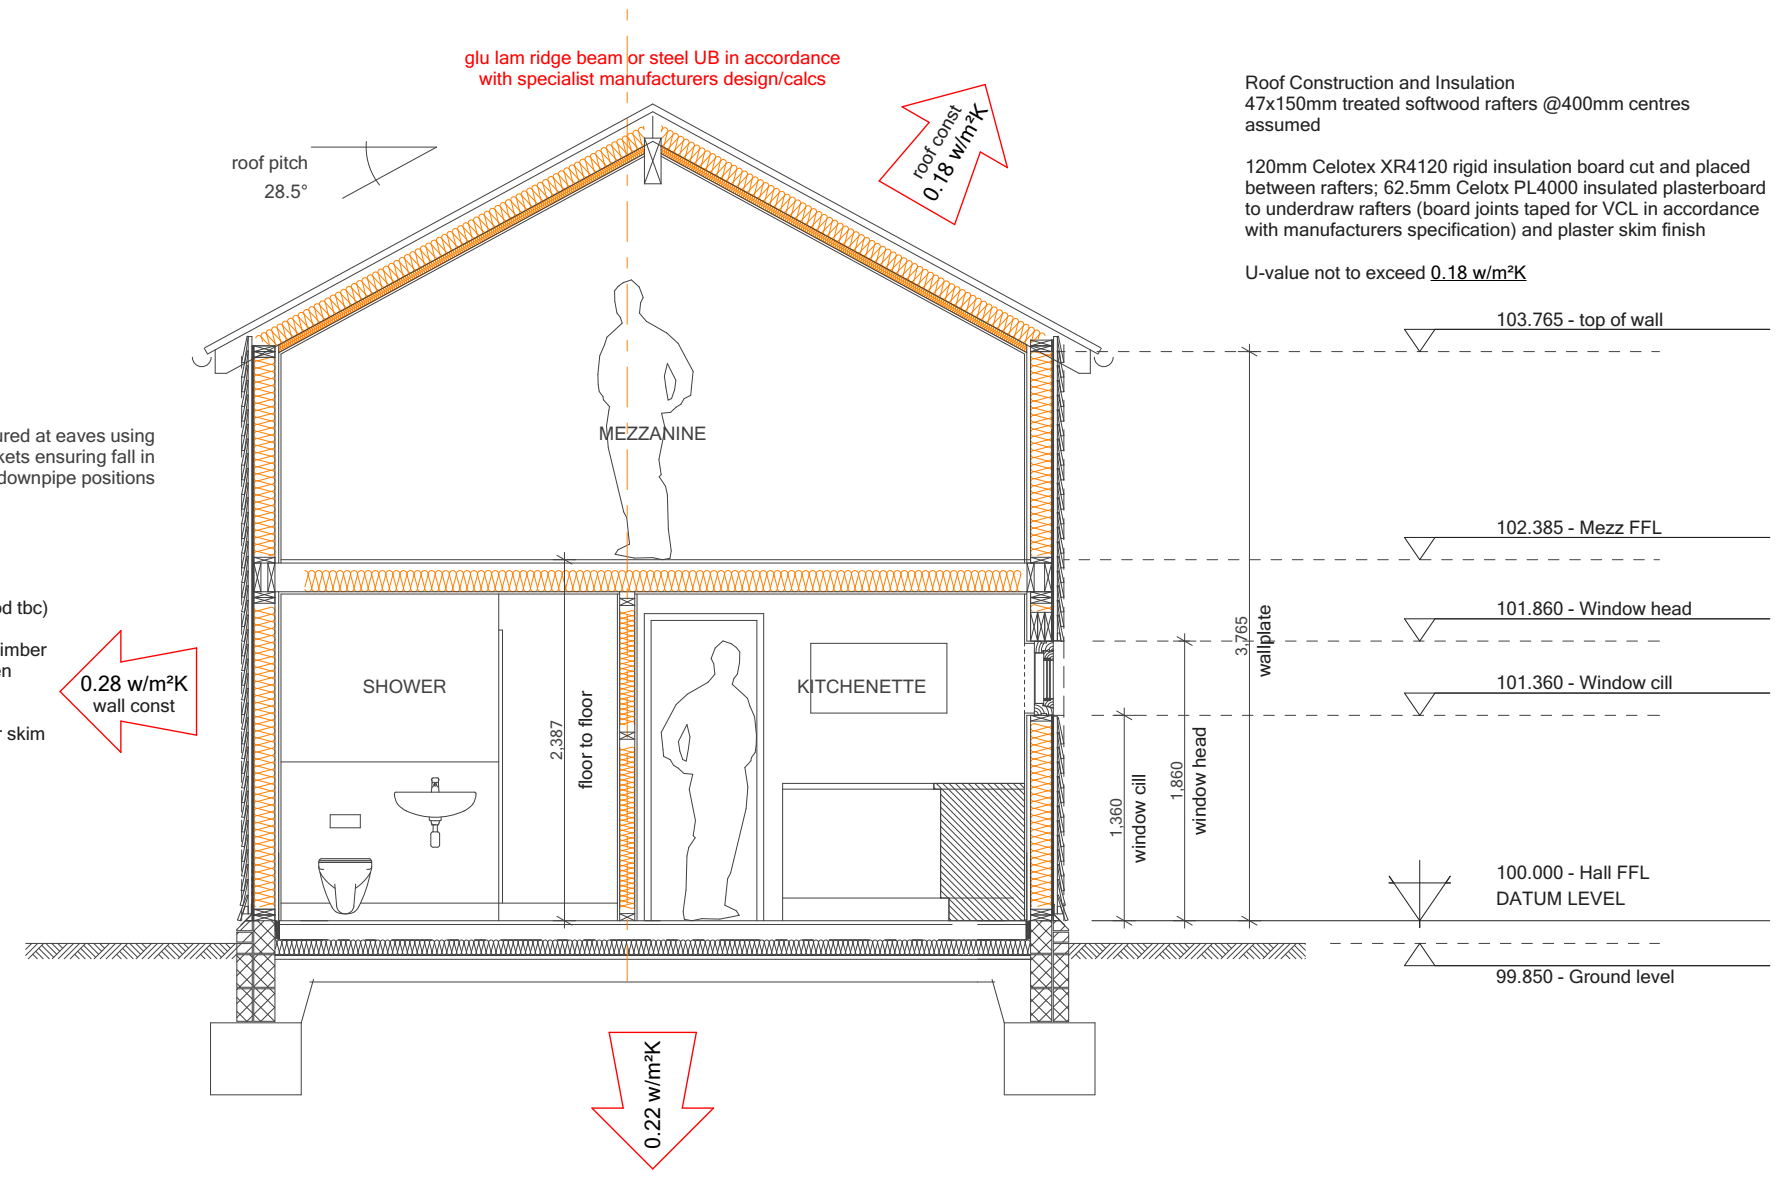 glu lam ridge beam or steel UB in accordance
with specialist manufacturers design/calcs
roof const
0.18 w/m²K
Roof Construction and Insulation
47x150mm treated softwood rafters @400mm centres
assumed
120mm Celotex XR4120 rigid insulation board cut and placed
between rafters; 62.5mm Celotx PL4000 insulated plasterboard
to underdraw rafters (board joints taped for VCL in accordance
with manufacturers specification) and plaster skim finish
U-value not to exceed 0.18 w/m²K
roof pitch
28.5°
103.765 - top of wall
ured at eaves using
kets ensuring fall in
downpipe positions
MEZZANINE
102.385 - Mezz FFL
od tbc)
imber
en
r skim
0.28 w/m²K
wall const
SHOWER
2,387
floor to floor
KITCHENETTE
1,360
window cill
1,860
window head
3,765
wallplate
101.860 - Window head
101.360 - Window cill
100.000 - Hall FFL
DATUM LEVEL
99.850 - Ground level
0.22 w/m²K